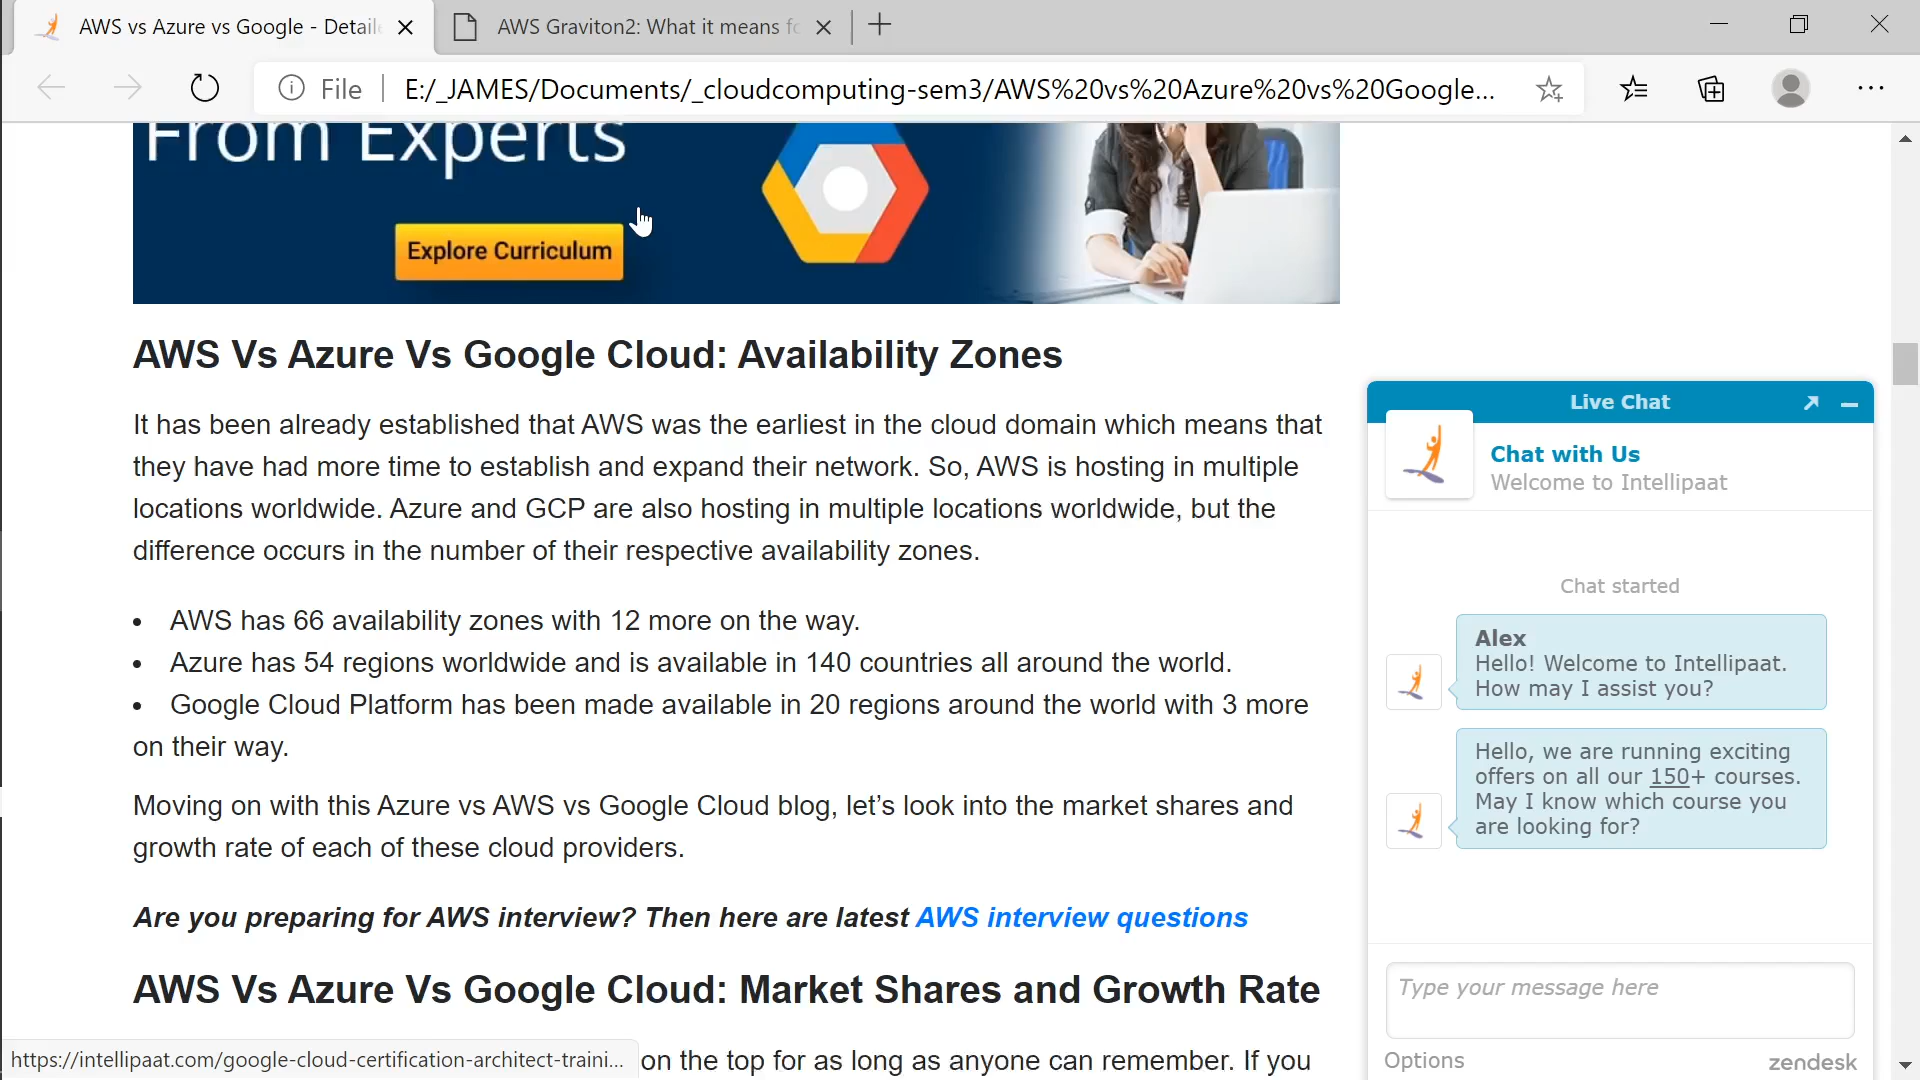 AWS vs Azure vs Google - Detail
AWS Graviton2: What it means fo
File
E:/_JAMES/Documents/_cloudcomputing-sem3/AWS%20vs%20Azure%20vs%20Google...
From Experts
Explore Curriculum
AWS Vs Azure Vs Google Cloud: Availability Zones
It has been already established that AWS was the earliest in the cloud domain which means that
they have had more time to establish and expand their network. So, AWS is hosting in multiple
locations worldwide. Azure and GCP are also hosting in multiple locations worldwide, but the
difference occurs in the number of their respective availability zones.
• AWS has 66 availability zones with 12 more on the way.
• Azure has 54 regions worldwide and is available in 140 countries all around the world.
• Google Cloud Platform has been made available in 20 regions around the world with 3 more
on their way.
Moving on with this Azure vs AWS vs Google Cloud blog, let’s look into the market shares and
growth rate of each of these cloud providers.
Are you preparing for AWS interview? Then here are latest AWS interview questions
AWS Vs Azure Vs Google Cloud: Market Shares and Growth Rate
on the top for as long as anyone can remember. If you
https://intellipaat.com/google-cloud-certification-architect-traini...
Live Chat
Chat with Us
Welcome to Intellipaat
Chat started
Alex
Hello! Welcome to Intellipaat.
How may I assist you?
Hello, we are running exciting
offers on all our 150+ courses.
May I know which course you
are looking for?
Type your message here
Options
zendesk